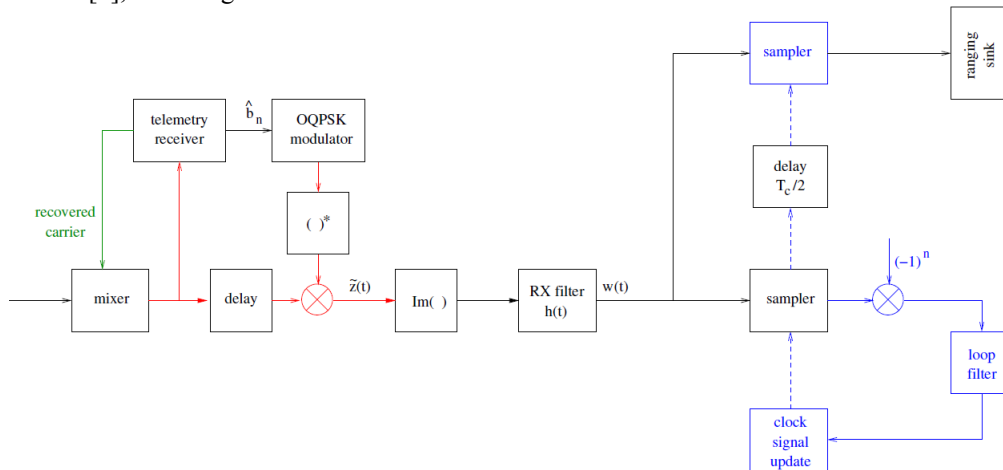 [2],
sampler
ranging
sink
telemetry
receiver
b̂n
OQPSK
modulator
delay
Tc/2
( )*
recovered
carrier
(-1)^n
mixer
delay
z̃(t)
Im( )
RX filter
h(t)
w(t)
sampler
loop
filter
clock
signal
update